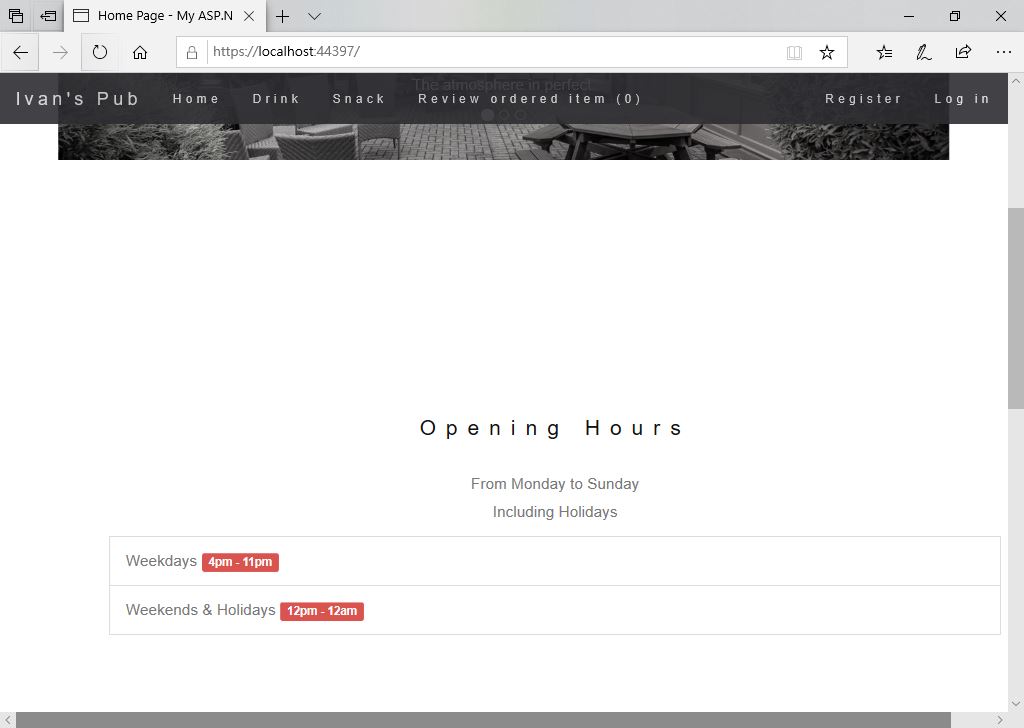 Home Page - My ASP.N
https://localhost:44397/
The atmosphere in perfect.
Ivan's Pub Home Drink Snack Review ordered item (0) Register Log in
Opening Hours
From Monday to Sunday
Including Holidays
Weekdays 4pm - 11pm
Weekends & Holidays 12pm - 12am